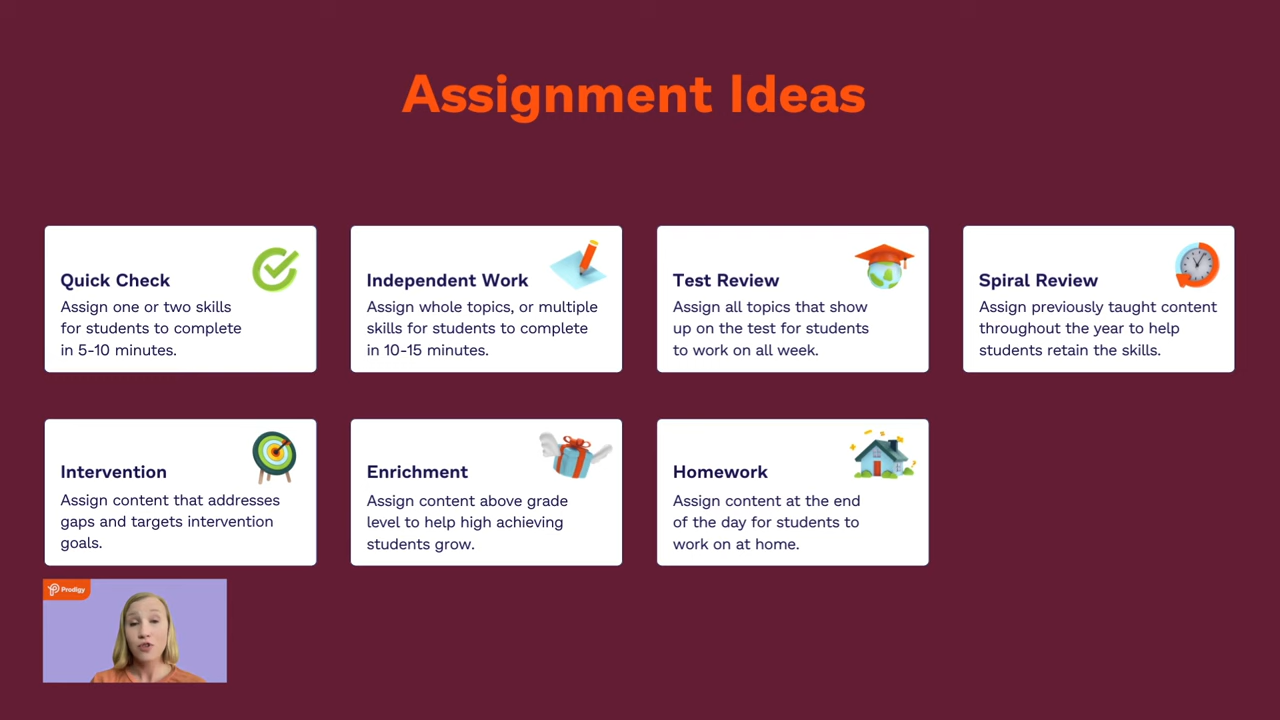 Assignment Ideas
Quick Check
Assign one or two skills
for students to complete
in 5-10 minutes.
Independent Work
Assign whole topics, or multiple
skills for students to complete
in 10-15 minutes.
Test Review
Assign all topics that show
up on the test for students
to work on all week.
Spiral Review
Assign previously taught content
throughout the year to help
students retain the skills.
Intervention
Assign content that addresses
gaps and targets intervention
goals.
Enrichment
Assign content above grade
level to help high achieving
students grow.
Homework
Assign content at the end
of the day for students to
work on at home.
Prodigy